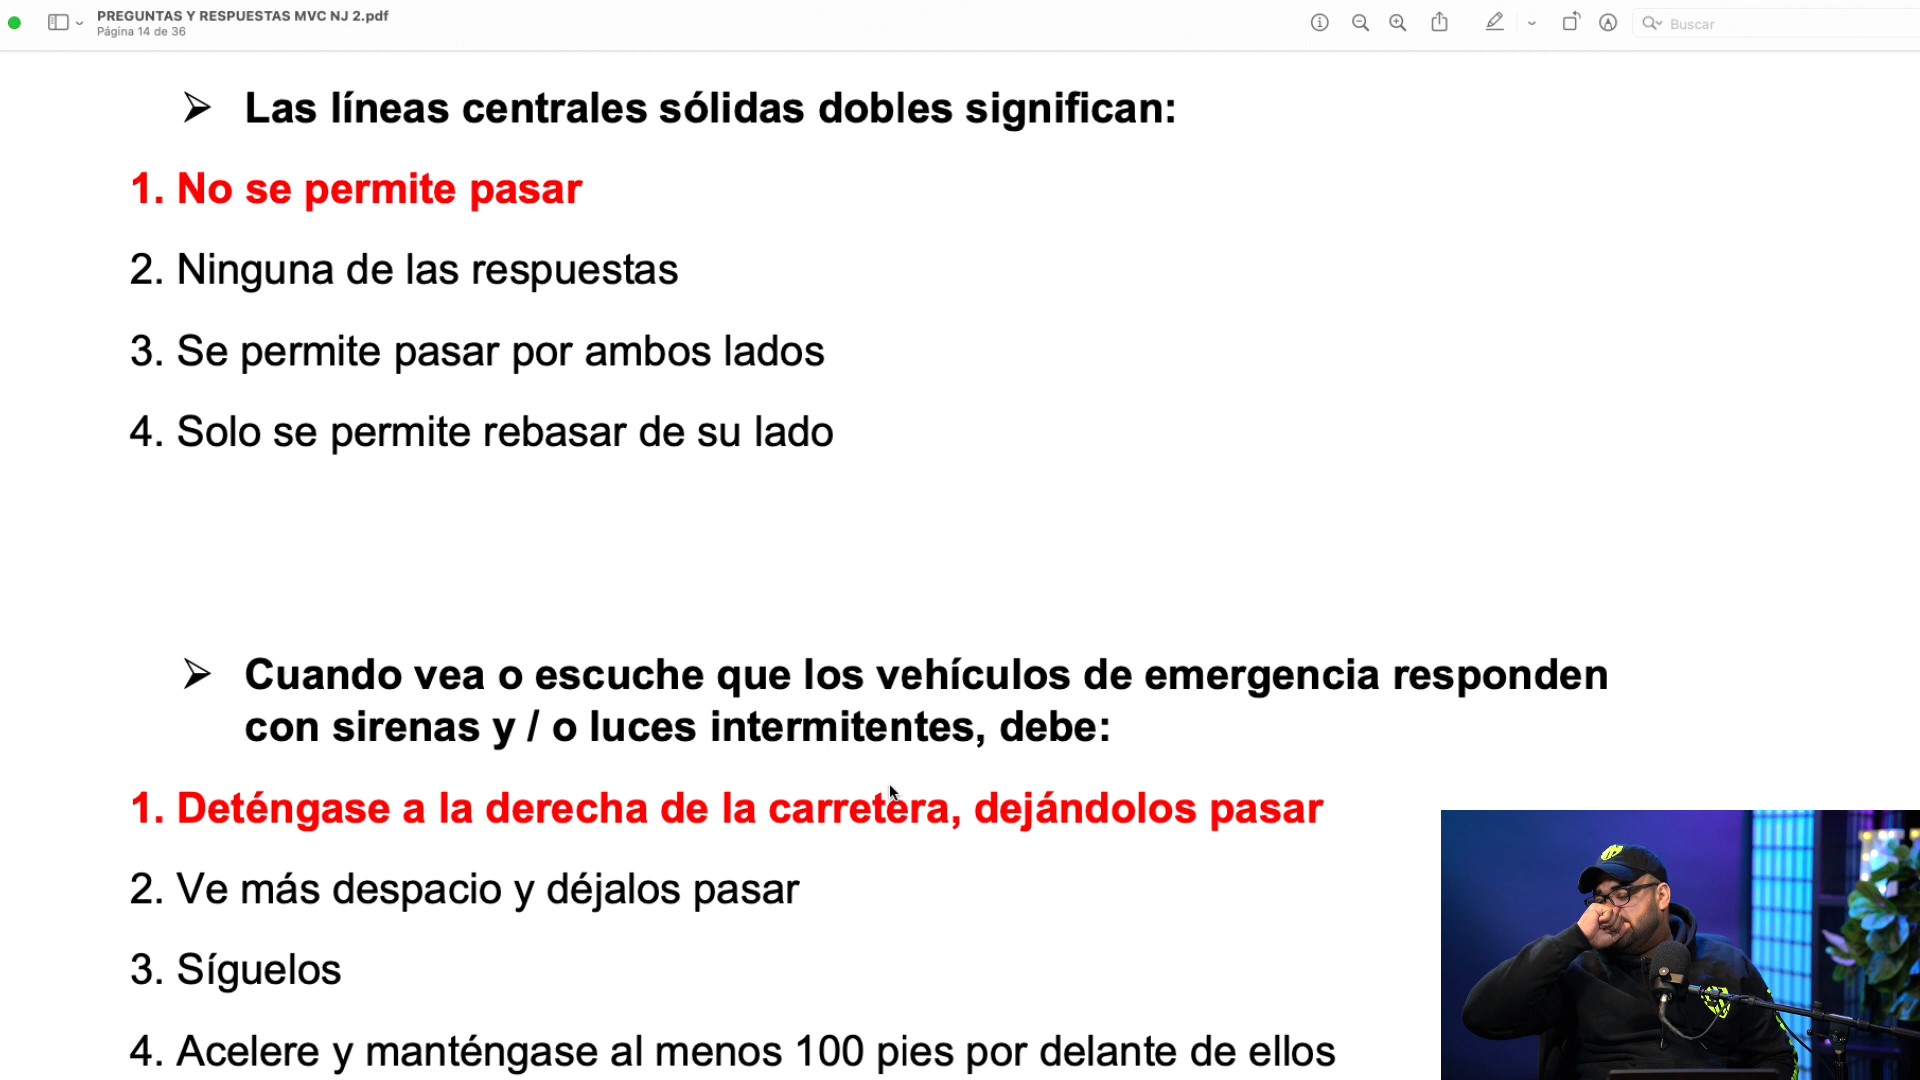 PREGUNTAS Y RESPUESTAS MVC NJ 2.pdf
Página 14 de 36
Buscar
➤ Las líneas centrales sólidas dobles significan:
1. No se permite pasar
2. Ninguna de las respuestas
3. Se permite pasar por ambos lados
4. Solo se permite rebasar de su lado
➤ Cuando vea o escuche que los vehículos de emergencia responden
con sirenas y / o luces intermitentes, debe:
1. Deténgase a la derecha de la carretera, dejándolos pasar
2. Ve más despacio y déjalos pasar
3. Síguelos
4. Acelere y manténgase al menos 100 pies por delante de ellos